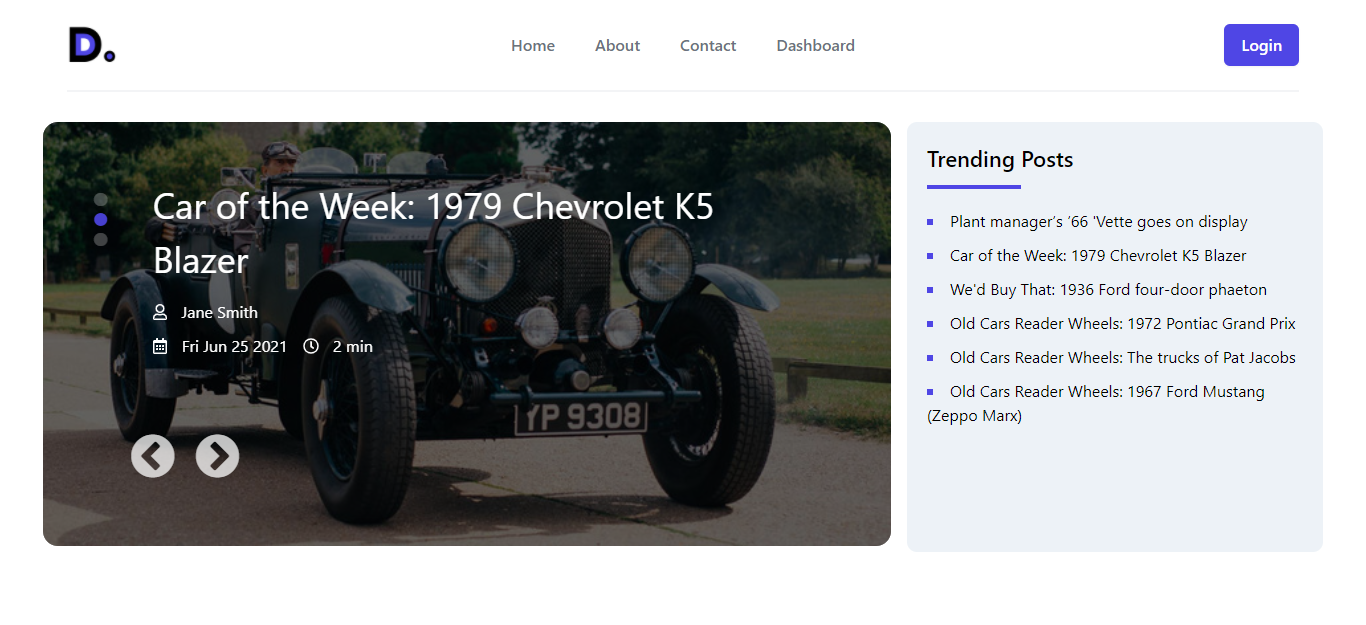 D.
Home About Contact Dashboard
Login
Car of the Week: 1979 Chevrolet K5
Blazer
Jane Smith
Fri Jun 25 2021 2 min
YP 9308
Trending Posts
Plant manager’s ’66 'Vette goes on display
Car of the Week: 1979 Chevrolet K5 Blazer
We'd Buy That: 1936 Ford four-door phaeton
Old Cars Reader Wheels: 1972 Pontiac Grand Prix
Old Cars Reader Wheels: The trucks of Pat Jacobs
Old Cars Reader Wheels: 1967 Ford Mustang
(Zeppo Marx)